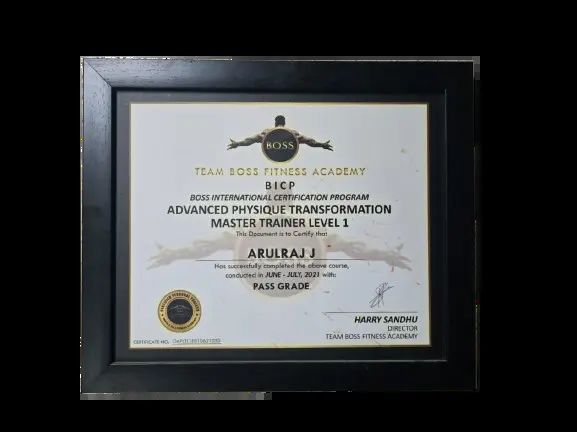 BOSS
TEAM BOSS FITNESS ACADEMY
BICP
BOSS INTERNATIONAL CERTIFICATION PROGRAM
ADVANCED PHYSIQUE TRANSFORMATION
MASTER TRAINER LEVEL 1
This Document is to Certify that
ARULRAJ J
Has successfully completed the above course,
conducted in JUNE - JULY, 2021 with:
PASS GRADE
HARRY SANDHU
DIRECTOR
TEAM BOSS FITNESS ACADEMY
CERTIFICATE NO.